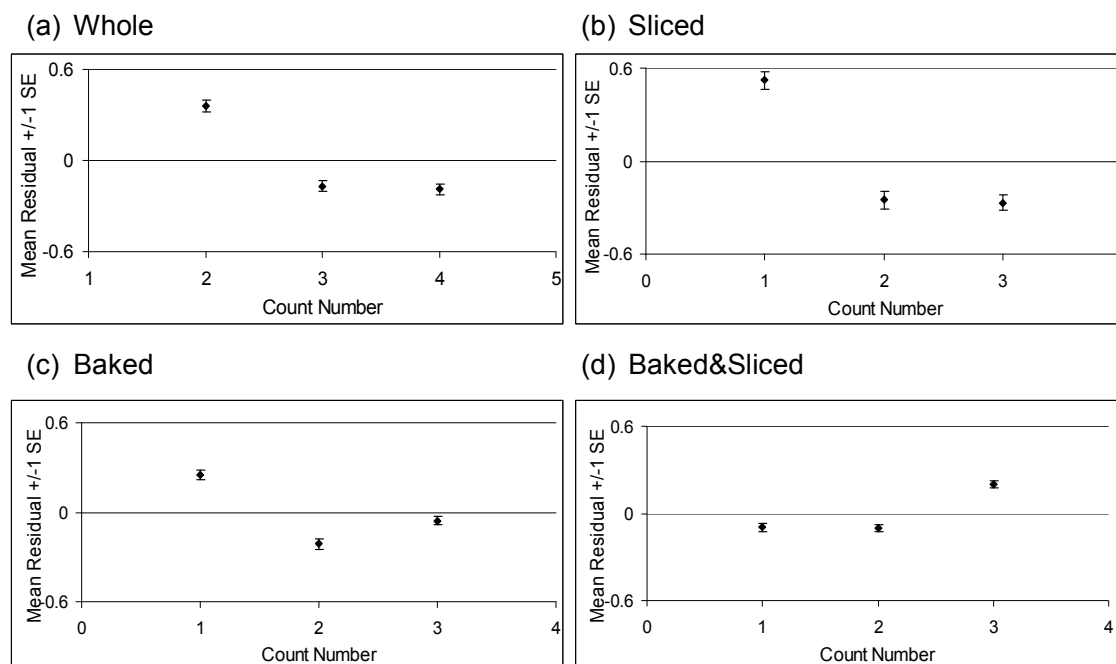 (a) Whole
Mean Residual +/-1 SE
0.6
0
-0.6
1 2 3 4 5
Count Number
(b) Sliced
Mean Residual +/-1 SE
0.6
0
-0.6
0 1 2 3
Count Number
(c) Baked
Mean Residual +/-1 SE
0.6
0
-0.6
0 1 2 3 4
Count Number
(d) Baked&Sliced
Mean Residual +/-1 SE
0.6
0
-0.6
0 1 2 3 4
Count Number